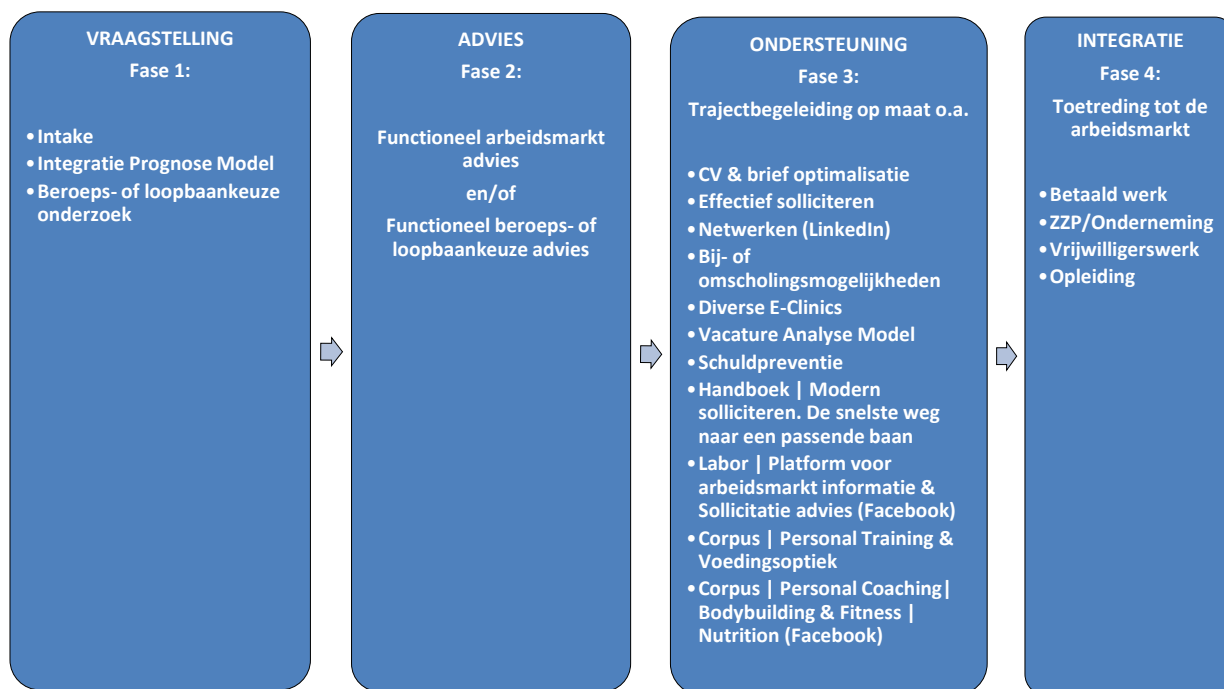 VRAAGSTELLING
Fase 1:
• Intake
• Integratie Prognose Model
• Beroeps- of loopbaankeuze
onderzoek
ADVIES
Fase 2:
Functioneel arbeidsmarkt
advies
en/of
Functioneel beroeps- of
loopbaankeuze advies
ONDERSTEUNING
Fase 3:
Trajectbegeleiding op maat o.a.
• CV & brief optimalisatie
• Effectief solliciteren
• Netwerken (LinkedIn)
• Bij- of
omscholingsmogelijkheden
• Diverse E-Clinics
• Vacature Analyse Model
• Schuldpreventie
• Handboek | Modern
solliciteren. De snelste weg
naar een passende baan
• Labor | Platform voor
arbeidsmarkt informatie &
Sollicitatie advies (Facebook)
• Corpus | Personal Training &
Voedingsoptiek
• Corpus | Personal Coaching|
Bodybuilding & Fitness |
Nutrition (Facebook)
INTEGRATIE
Fase 4:
Toetreding tot de
arbeidsmarkt
• Betaald werk
• ZZP/Onderneming
• Vrijwilligerswerk
• Opleiding